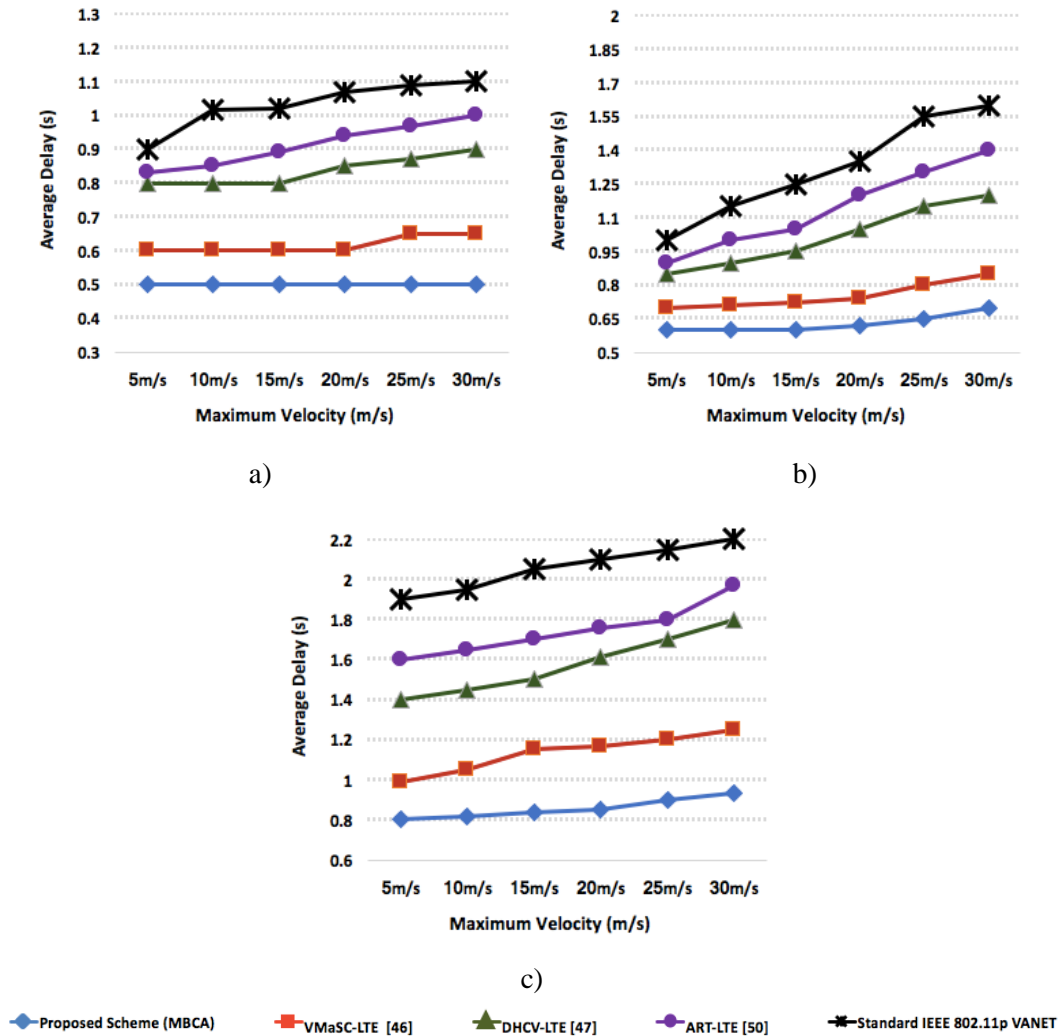 1.3
1.2
1.1
1
0.9
0.8
0.7
0.6
0.5
0.4
0.3
Average Delay (s)
5m/s 10m/s 15m/s 20m/s 25m/s 30m/s
Maximum Velocity (m/s)
a)
2
1.85
1.7
1.55
1.4
1.25
1.1
0.95
0.8
0.65
0.5
Average Delay (s)
5m/s 10m/s 15m/s 20m/s 25m/s 30m/s
Maximum Velocity (m/s)
b)
2.2
2
1.8
1.6
1.4
1.2
1
0.8
0.6
Average Delay (s)
5m/s 10m/s 15m/s 20m/s 25m/s 30m/s
Maximum Velocity (m/s)
c)
Proposed Scheme (MBCA) VMaSC-LTE [46] DHCV-LTE [47] ART-LTE [50] Standard IEEE 802.11p VANET